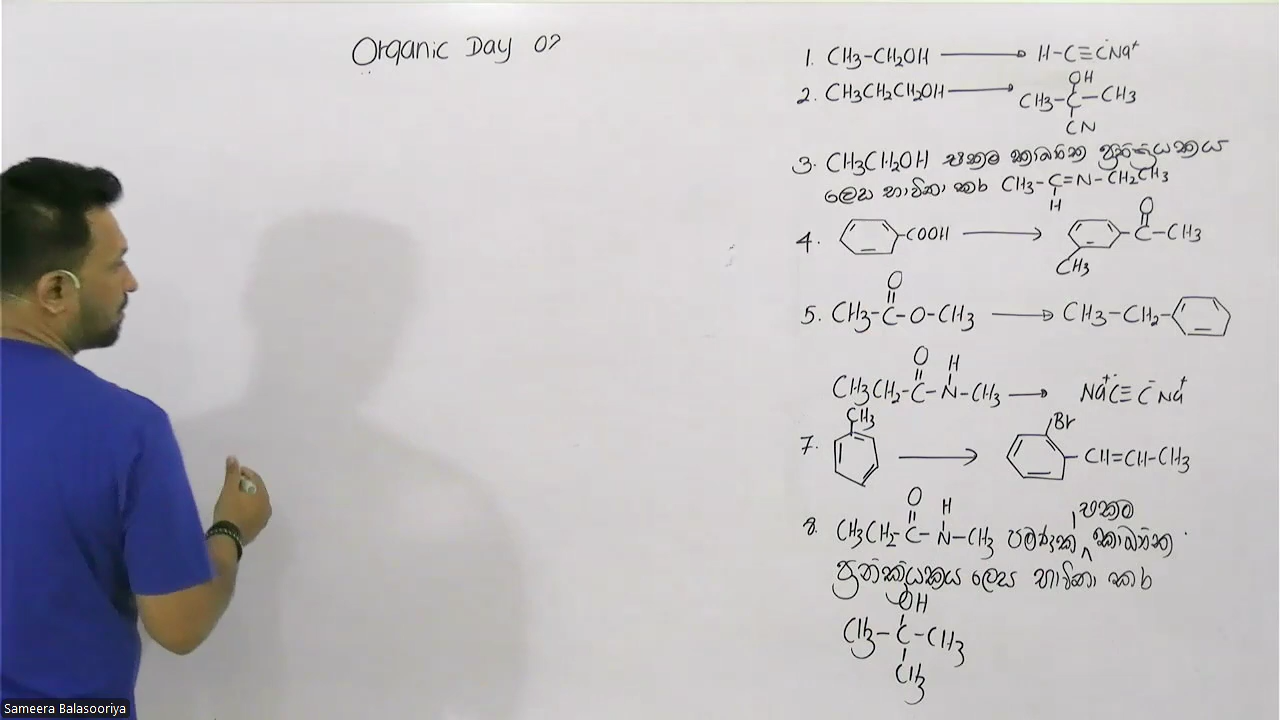 Organic Day 02
1. CH3-CH2OH → H-C≡C̄Na⁺
2. CH3CH2CH2OH → CH3-C-CH3
OH
CN
3. CH3CH2OH එකම කාබනික ප්‍රතික්‍රියකය
ලෙස භාවිතා කර CH3-C=N-CH2CH3
H
4. COOH → C-CH3
O
CH3
O
5. CH3-C-O-CH3 → CH3-CH2-
O H
CH3CH2-C-N-CH3 → Na⁺C̄≡C̄Na⁺
CH3
7. → CH=CH-CH3
Br
O H එකම
8. CH3CH2-C-N-CH3 පමණක් කාබනික
ප්‍රතික්‍රියකය ලෙස භාවිතා කර
OH
CH3-C-CH3
CH3
Sameera Balasooriya